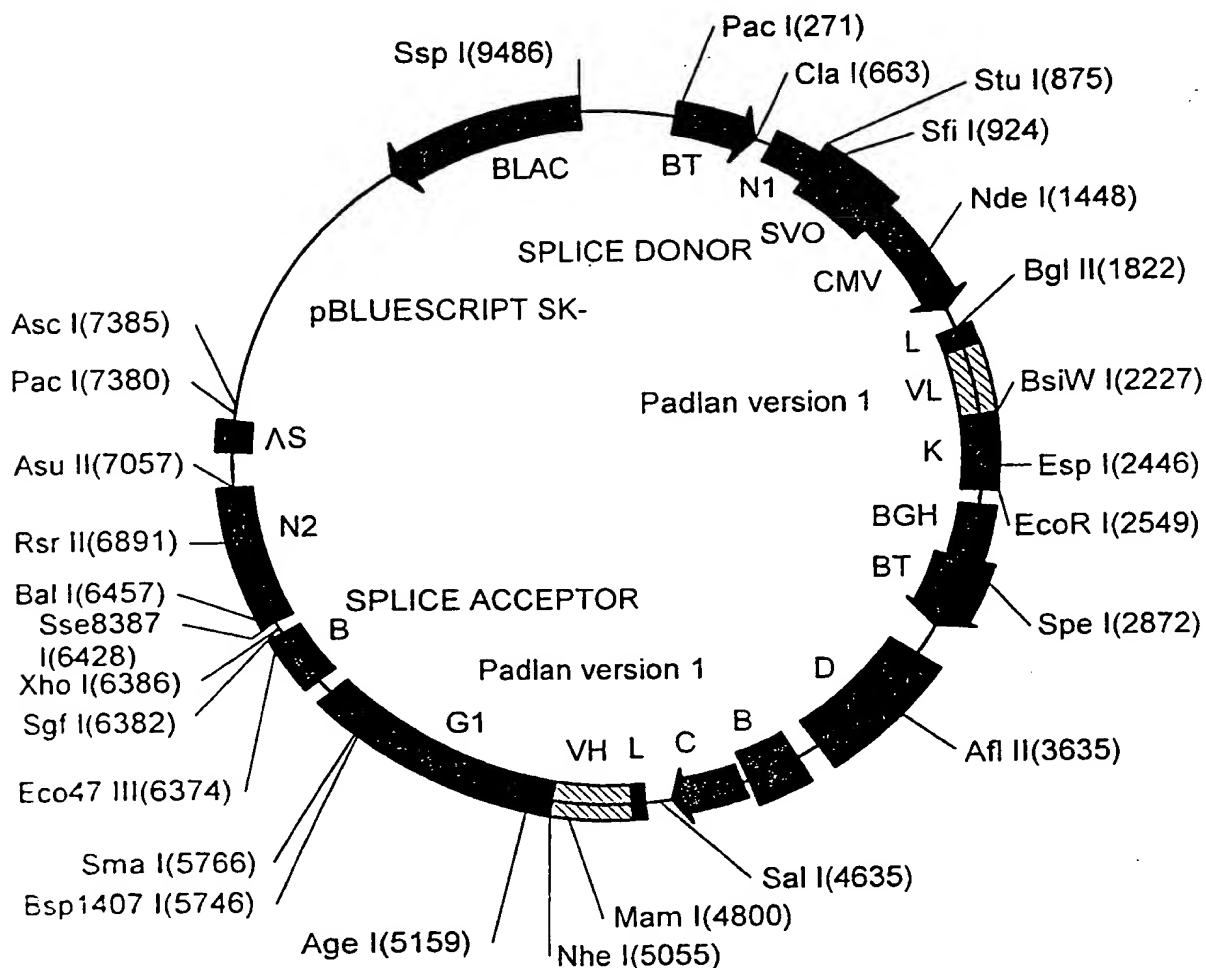 Pac I(271)
Ssp I(9486)
Cla I(663)
Stu I(875)
Sfi I(924)
BLAC
BT
N1
Nde I(1448)
SVO
SPLICE DONOR
CMV
Bgl II(1822)
pBLUESCRIPT SK-
Asc I(7385)
L
Pac I(7380)
VL
BsiW I(2227)
Padlan version 1
ΛS
K
Asu II(7057)
Esp I(2446)
N2
BGH
EcoR I(2549)
Rsr II(6891)
BT
Bal I(6457)
SPLICE ACCEPTOR
Sse8387
I(6428)
B
Spe I(2872)
Xho I(6386)
Padlan version 1
D
Sgf I(6382)
G1
B
VH
L
C
Afl II(3635)
Eco47 III(6374)
Sma I(5766)
Sal I(4635)
Bsp1407 I(5746)
Mam I(4800)
Age I(5159)
Nhe I(5055)